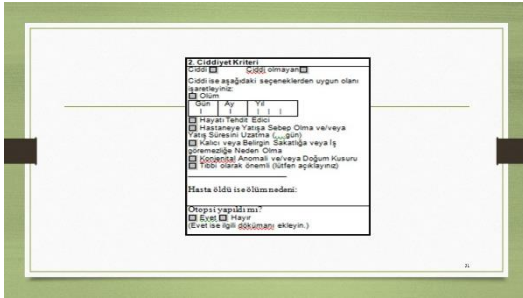 2. Ciddiyet Kriteri
Ciddi Ciddi olmayan
Ciddi ise aşağıdaki seçeneklerden uygun olanı
işaretleyiniz:
Ölüm
Gün Ay Yıl
Hayatı Tehdit Edici
Hastaneye Yatışa Sebep Olma ve/veya
Yatış Süresini Uzatma (....gün)
Kalıcı veya Belirgin Sakatlığa veya İş
göremezliğe Neden Olma
Konjenital Anomali ve/veya Doğum Kusuru
Tıbbi olarak önemli (lütfen açıklayınız)
Hasta öldü ise ölüm nedeni:
Otopsi yapıldı mı?
Evet Hayır
(Evet ise ilgili dökümanı ekleyin.)